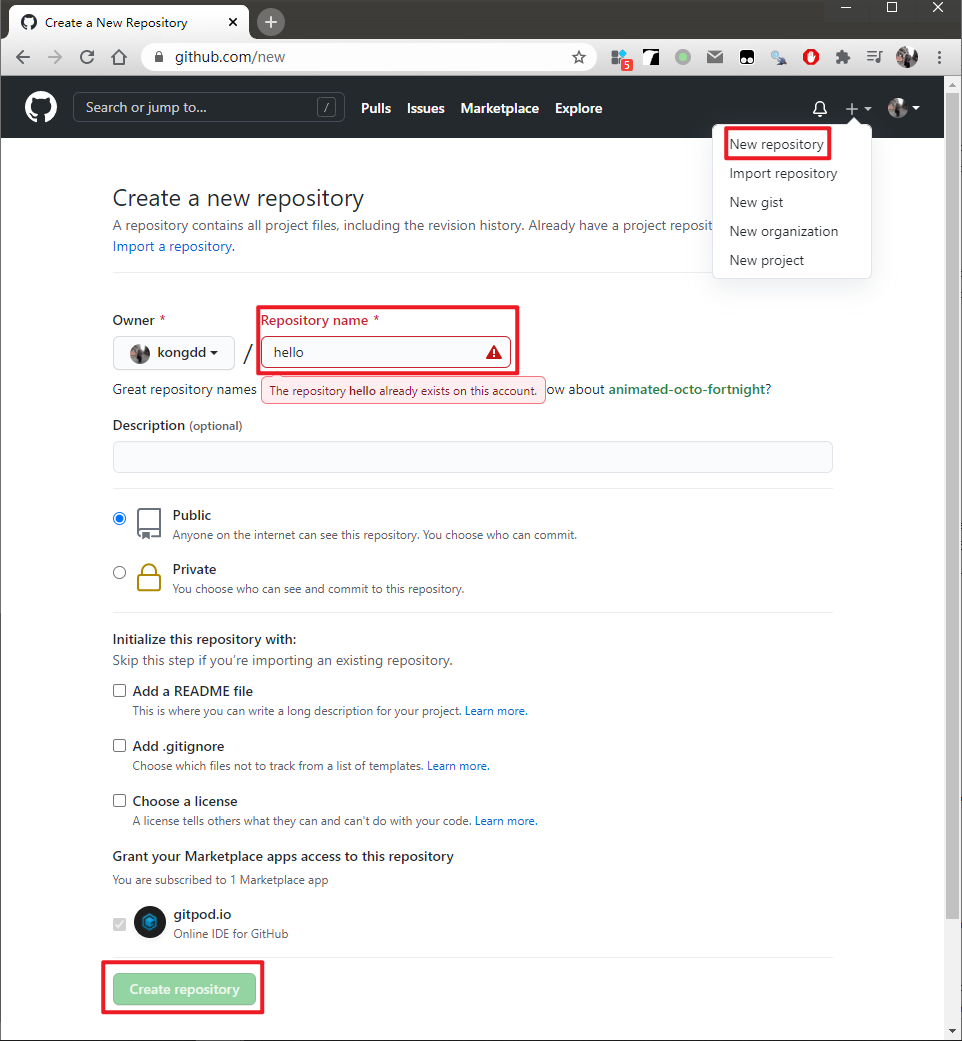 Create a New Repository
github.com/new
5
Search or jump to...
/
Pulls Issues Marketplace Explore
New repository
Import repository
New gist
New organization
New project
Create a new repository
A repository contains all project files, including the revision history. Already have a project reposit
Import a repository.
Owner *
Repository name *
kongdd
/
hello
Great repository names
The repository hello already exists on this account.
ow about animated-octo-fortnight?
Description (optional)
Public
Anyone on the internet can see this repository. You choose who can commit.
Private
You choose who can see and commit to this repository.
Initialize this repository with:
Skip this step if you're importing an existing repository.
Add a README file
This is where you can write a long description for your project. Learn more.
Add .gitignore
Choose which files not to track from a list of templates. Learn more.
Choose a license
A license tells others what they can and can't do with your code. Learn more.
Grant your Marketplace apps access to this repository
You are subscribed to 1 Marketplace app
gitpod.io
Online IDE for GitHub
Create repository